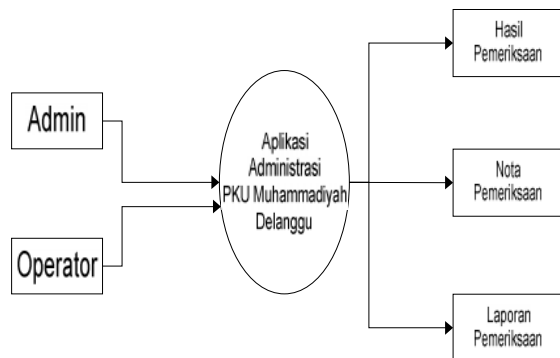 Admin
Operator
Aplikasi
Administrasi
PKU Muhammadiyah
Delanggu
Hasil
Pemeriksaan
Nota
Pemeriksaan
Laporan
Pemeriksaan